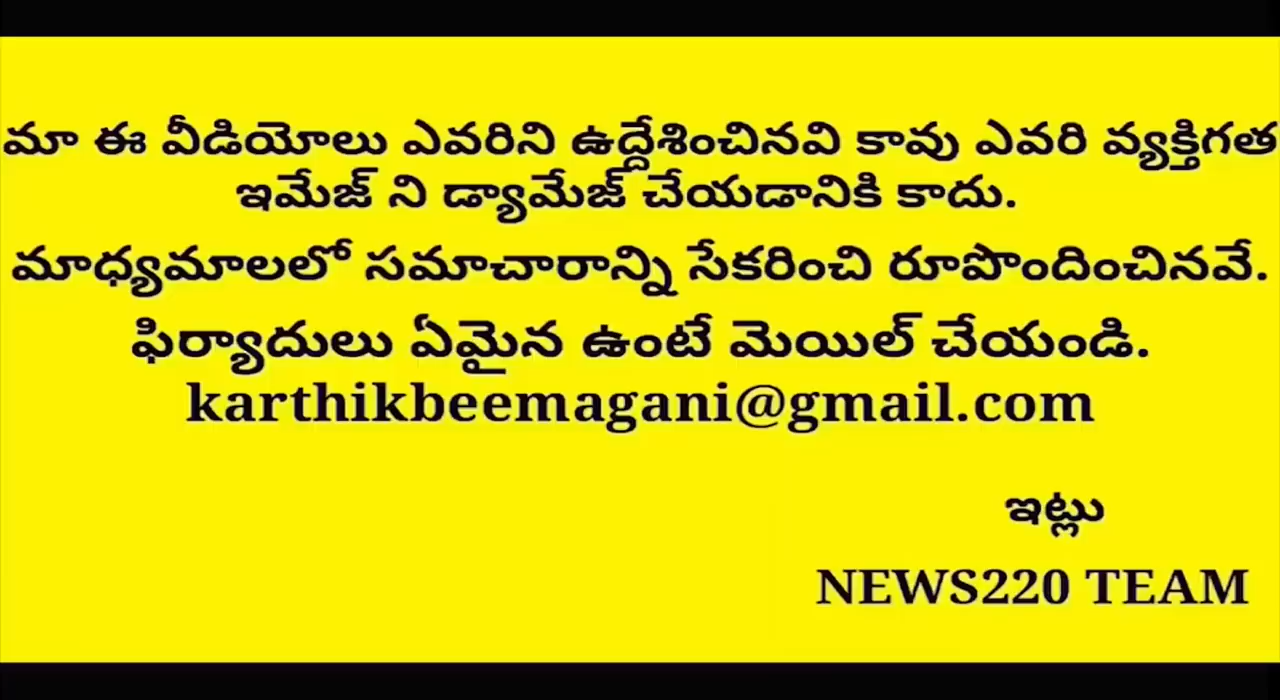 మా ఈ వీడియోలు ఎవరిని ఉద్దేశించినవి కావు ఎవరి వ్యక్తిగత
ఇమేజ్ ని డ్యామేజ్ చేయడానికి కాదు.
మాధ్యమాలలో సమాచారాన్ని సేకరించి రూపొందించినవే.
ఫిర్యాదులు ఏమైన ఉంటే మెయిల్ చేయండి.
karthikbeemagani@gmail.com
ఇట్లు
NEWS220 TEAM